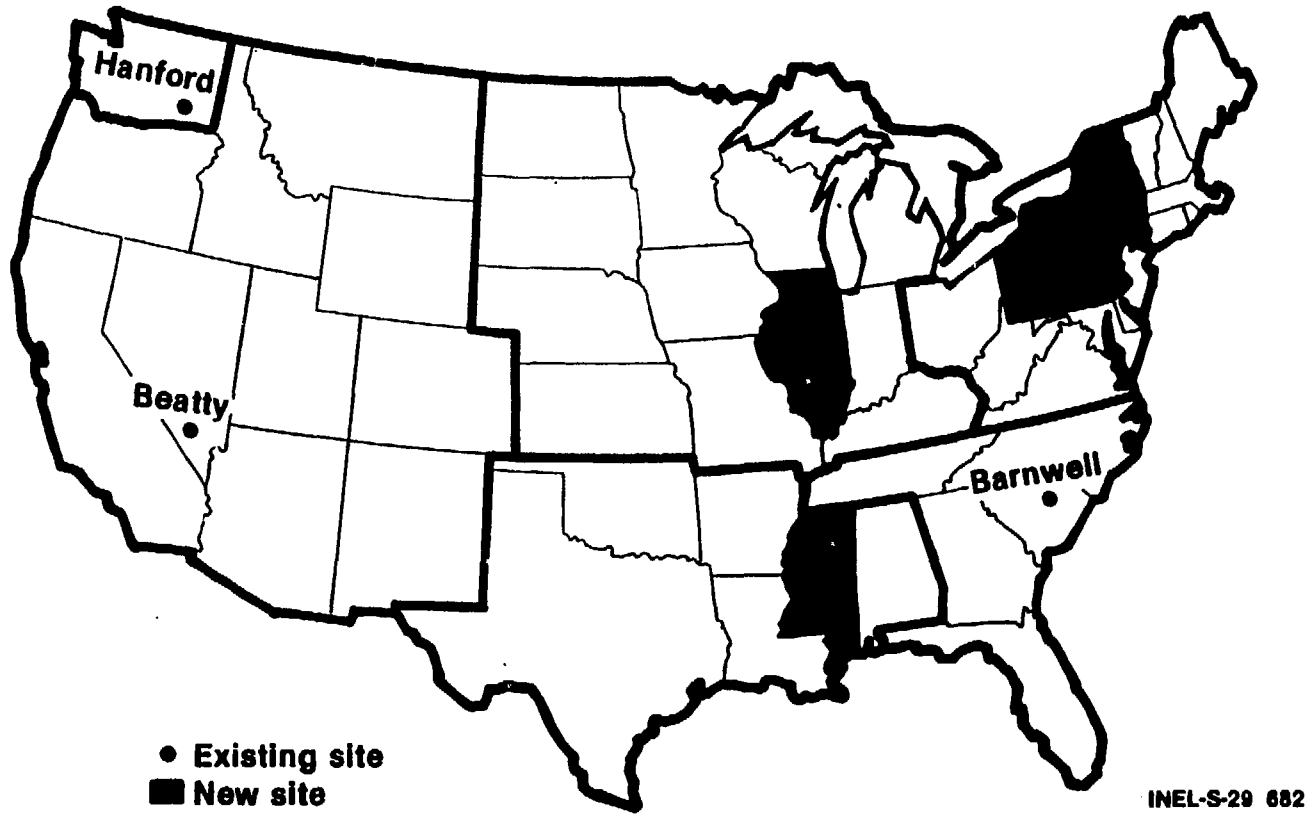 Hanford
Beatty
Barnwell
Existing site
New site
INEL-S-29 682